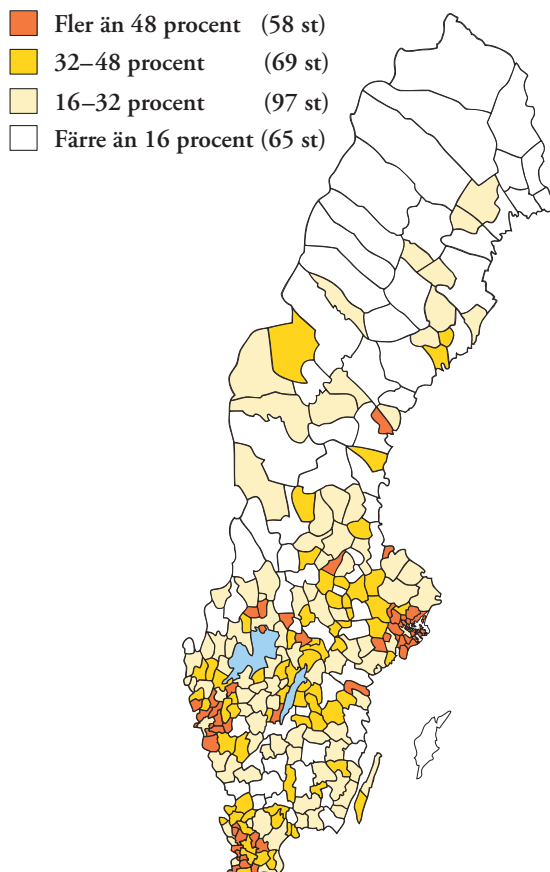 Fler än 48 procent (58 st)
32–48 procent (69 st)
16–32 procent (97 st)
Färre än 16 procent (65 st)